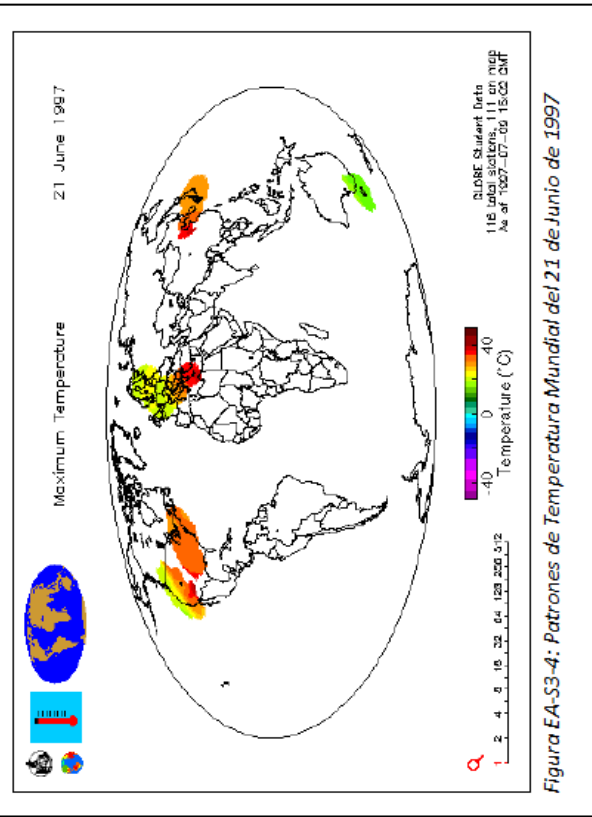 Maximum Temperature 21 June 1997
-40 0 40
Temperature (°C)
GLOBE Student Data
116 total stations, 111 on map
As of 1997-07-09 15:02 GMT
1 2 4 8 16 32 64 128 256 512
Figura EA-S3-4: Patrones de Temperatura Mundial del 21 de Junio de 1997